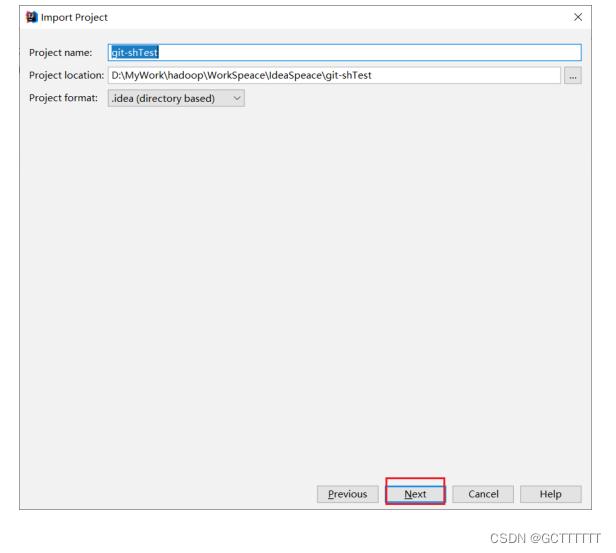 Import Project
Project name: git-shTest
Project location: D:\MyWork\hadoop\WorkSpeace\IdeaSpeace\git-shTest ...
Project format: .idea (directory based)
Previous Next Cancel Help
CSDN @GCTTTTTT